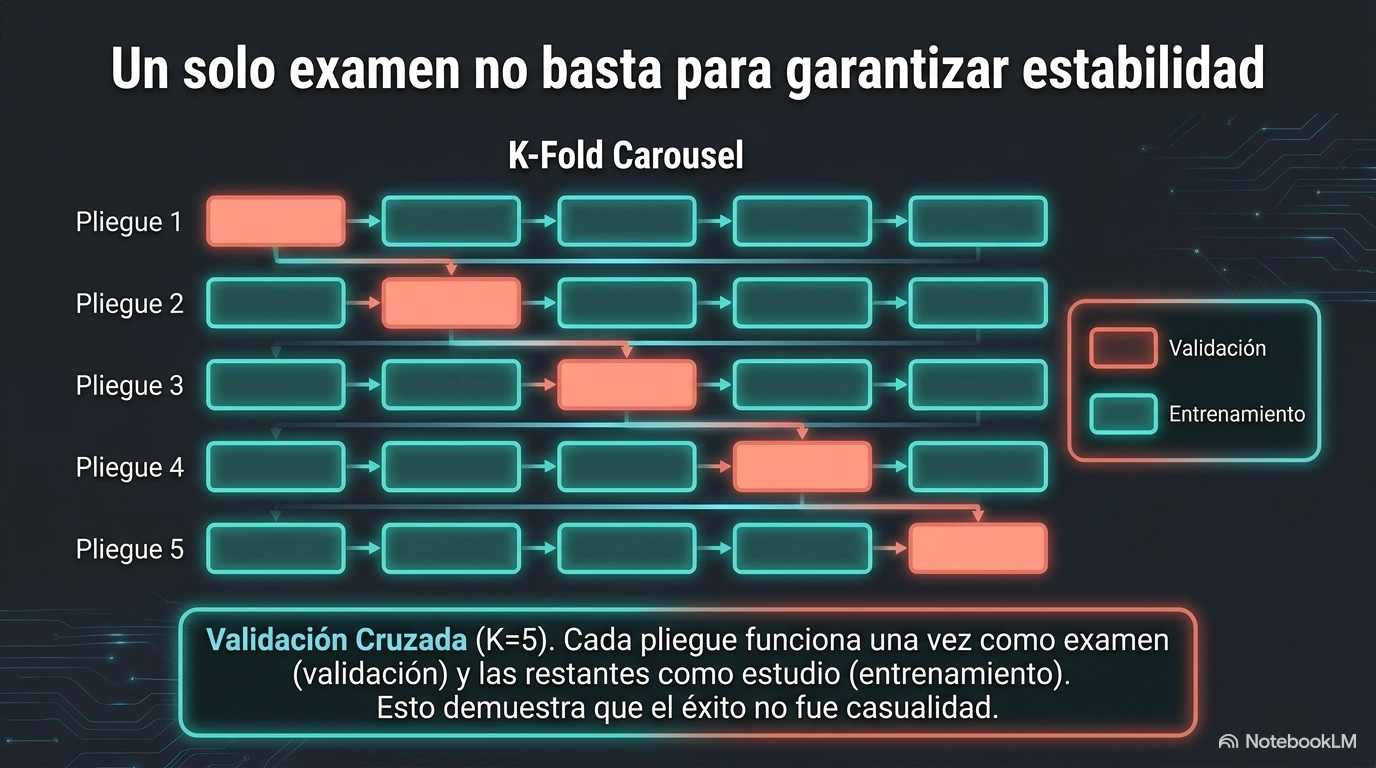 Un solo examen no basta para garantizar estabilidad
K-Fold Carousel
Pliegue 1
Pliegue 2
Pliegue 3
Pliegue 4
Pliegue 5
Validación
Entrenamiento
Validación Cruzada (K=5). Cada pliegue funciona una vez como examen
(validación) y las restantes como estudio (entrenamiento).
Esto demuestra que el éxito no fue casualidad.
NotebookLM